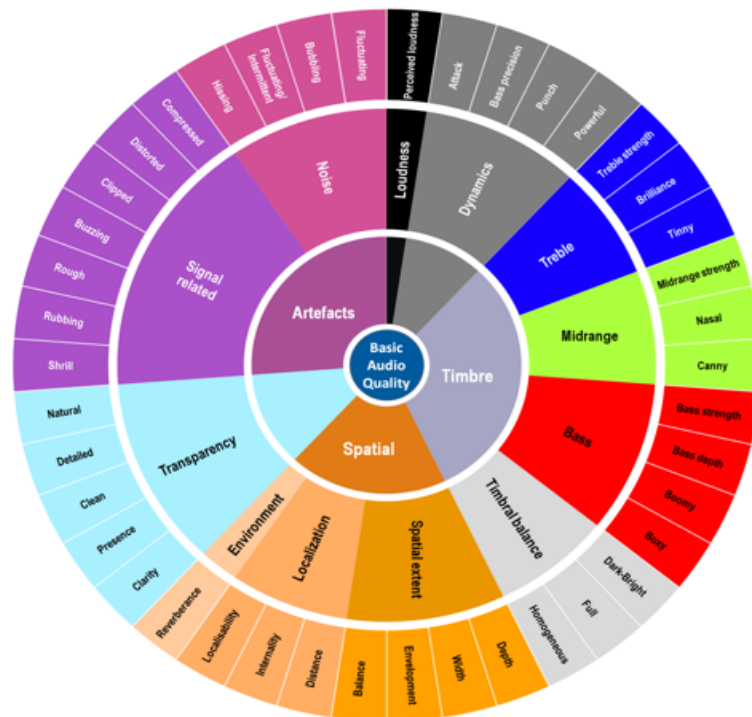 Basic
Audio
Quality
Artefacts
Timbre
Spatial
Loudness
Dynamics
Treble
Midrange
Bass
Timbral balance
Spatial extent
Localization
Environment
Transparency
Signal
related
Noise
Perceived loudness
Attack
Bass precision
Punch
Powerful
Treble strength
Brilliance
Tinny
Midrange strength
Nasal
Canny
Bass strength
Bass depth
Boomy
Boxy
Dark-Bright
Full
Homogeneous
Depth
Width
Envelopment
Balance
Distance
Internality
Localisability
Reverberance
Clarity
Presence
Clean
Detailed
Natural
Shrill
Rubbing
Rough
Buzzing
Clipped
Distorted
Compressed
Hissing
Fluctuating/
Intermittent
Bubbling
Fluctuating